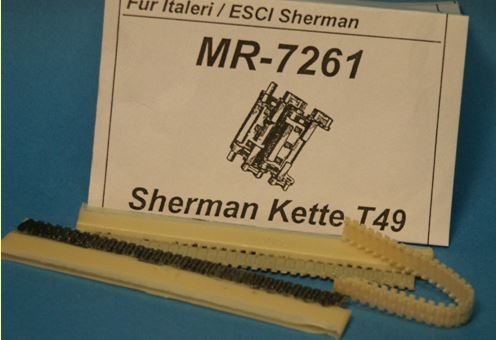 Für Italeri / ESCI Sherman
MR-7261
Sherman Kette T49